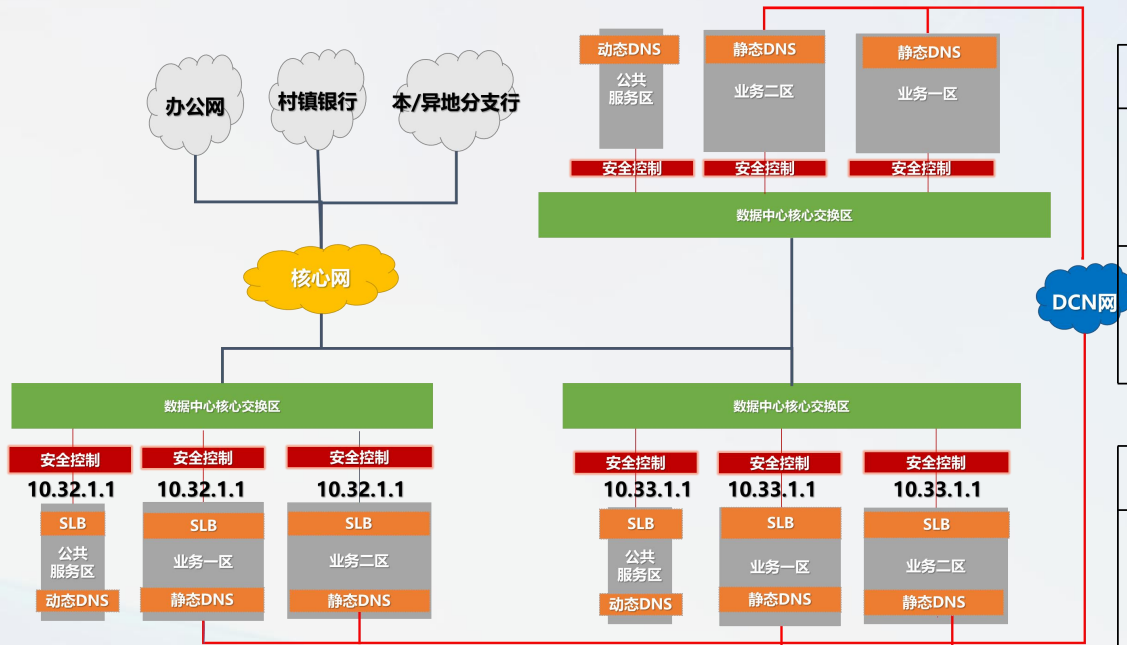 动态DNS
静态DNS
静态DNS
公共
服务区
业务二区
业务一区
办公网
村镇银行
本/异地分支行
安全控制
安全控制
安全控制
数据中心核心交换区
核心网
DCN网
数据中心核心交换区
数据中心核心交换区
安全控制
安全控制
安全控制
安全控制
安全控制
安全控制
10.32.1.1
10.32.1.1
10.32.1.1
10.33.1.1
10.33.1.1
10.33.1.1
SLB
SLB
SLB
SLB
SLB
SLB
公共
服务区
业务一区
业务二区
公共
服务区
业务一区
业务二区
动态DNS
静态DNS
静态DNS
动态DNS
静态DNS
静态DNS